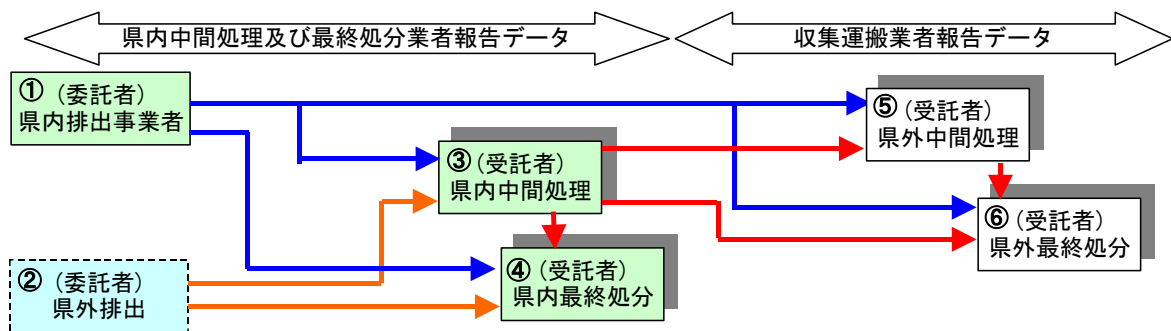 県内中間処理及び最終処分業者報告データ
収集運搬業者報告データ
①（委託者）
県内排出事業者
⑤（受託者）
県外中間処理
③（受託者）
県内中間処理
⑥（受託者）
県外最終処分
②（委託者）
県外排出
④（受託者）
県内最終処分